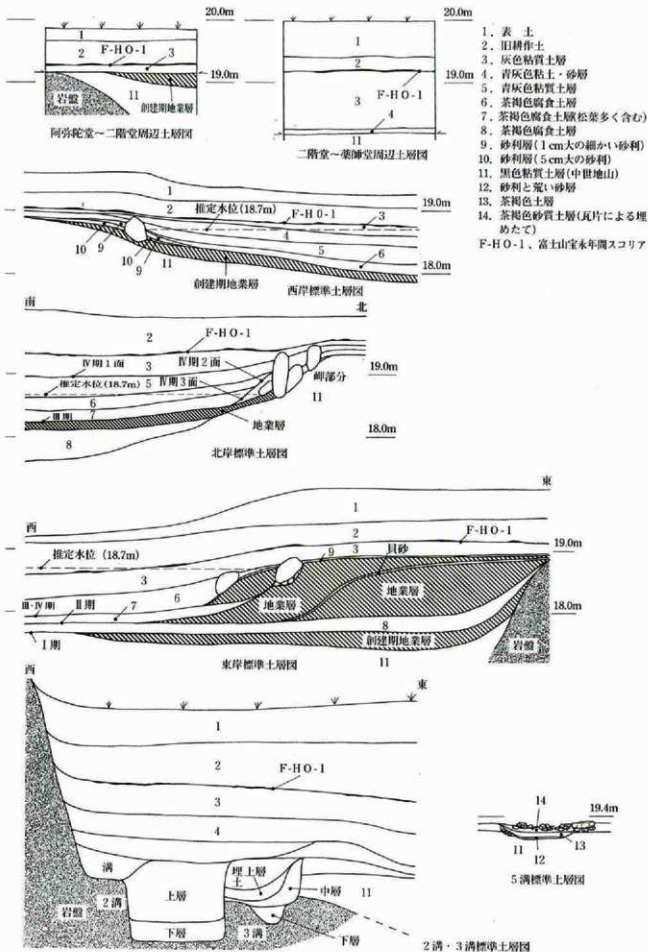 20.0m
1
2
F-HO-1
3
19.0m
岩盤
11
創建期地業層
阿弥陀堂～二階堂周辺土層図
20.0m
1
2
19.0m
F-HO-1
3
4
11
二階堂～薬師堂周辺土層図
1. 表土
2. 旧耕作土
3. 灰色粘質土層
4. 青灰色粘土・砂層
5. 青灰色粘質土層
6. 茶褐色腐食土層
7. 茶褐色腐食土層(松葉多く含む)
8. 茶褐色腐食土層
9. 砂利層(1cm大の細かい砂利)
10. 砂利層(5cm大の砂利)
11. 黒色粘質土層(中世地山)
12. 砂利と荒い砂層
13. 茶褐色土層
14. 茶褐色砂質土層(瓦片による埋
めたて)
F-HO-1、富士山宝永年間スコリア
1
19.0m
2
推定水位(18.7m)
F-HO-1
3
4
10
9
10
9
11
5
6
18.0m
創建期地業層
西岸標準土層図
南
北
2
F-HO-1
Ⅳ期1面
3
Ⅳ期2面
岬部分
19.0m
推定水位(18.7m)
5
Ⅳ期3面
11
6
Ⅲ期
7
地業層
18.0m
8
北岸標準土層図
東
1
西
2
F-HO-1
推定水位(18.7m)
9
3
貝砂
19.0m
3
6
地業層
地業層
Ⅲ・Ⅳ期
Ⅱ期
7
18.0m
8
創建期地業層
岩盤
Ⅰ期
11
東岸標準土層図
西
東
1
2
F-HO-1
3
4
溝
2溝
上層
埋土
上層
中層
11
岩盤
下層
3溝
下層
2溝・3溝標準土層図
14
19.4m
11
12
13
5溝標準土層図